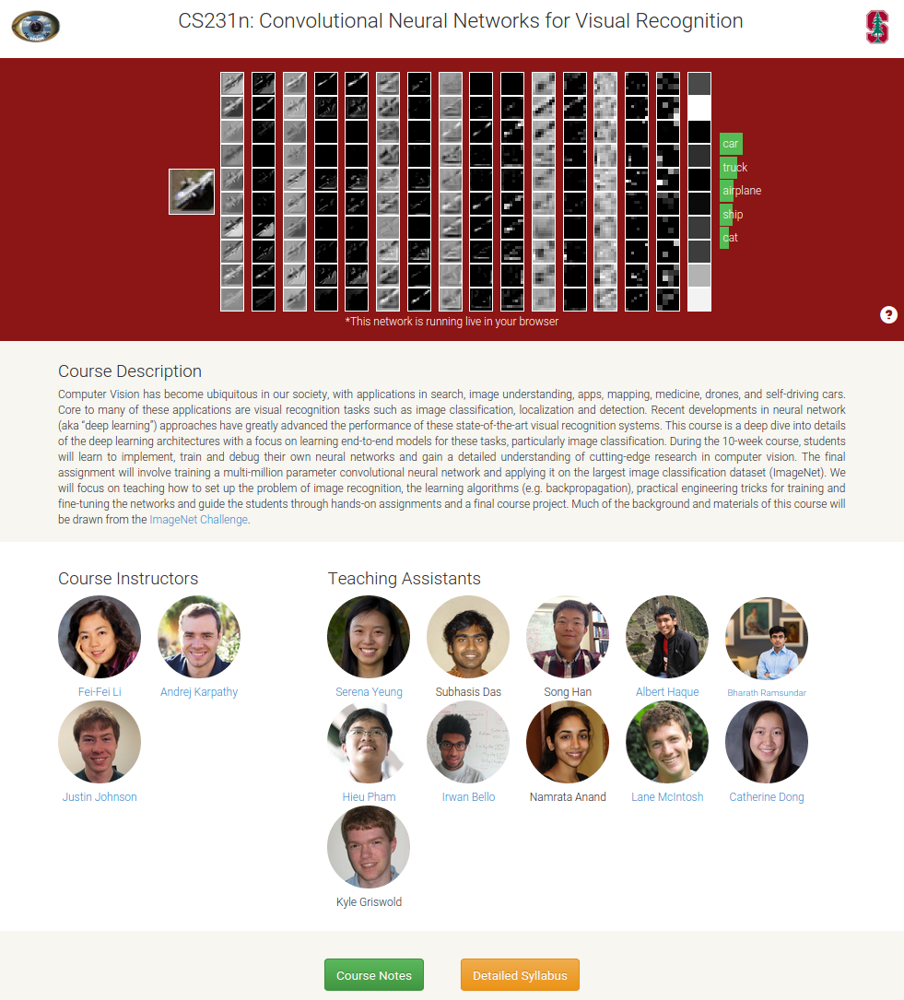 CS231n: Convolutional Neural Networks for Visual Recognition
car
truck
airplane
ship
cat
*This network is running live in your browser
?
Course Description
Computer Vision has become ubiquitous in our society, with applications in search, image understanding, apps, mapping, medicine, drones, and self-driving cars.
Core to many of these applications are visual recognition tasks such as image classification, localization and detection. Recent developments in neural network
(aka “deep learning”) approaches have greatly advanced the performance of these state-of-the-art visual recognition systems. This course is a deep dive into details
of the deep learning architectures with a focus on learning end-to-end models for these tasks, particularly image classification. During the 10-week course, students
will learn to implement, train and debug their own neural networks and gain a detailed understanding of cutting-edge research in computer vision. The final
assignment will involve training a multi-million parameter convolutional neural network and applying it on the largest image classification dataset (ImageNet). We
will focus on teaching how to set up the problem of image recognition, the learning algorithms (e.g. backpropagation), practical engineering tricks for training and
fine-tuning the networks and guide the students through hands-on assignments and a final course project. Much of the background and materials of this course will
be drawn from the ImageNet Challenge.
Course Instructors
Fei-Fei Li
Andrej Karpathy
Justin Johnson
Teaching Assistants
Serena Yeung
Subhasis Das
Song Han
Albert Haque
Bharath Ramsundar
Hieu Pham
Irwan Bello
Namrata Anand
Lane McIntosh
Catherine Dong
Kyle Griswold
Course Notes
Detailed Syllabus